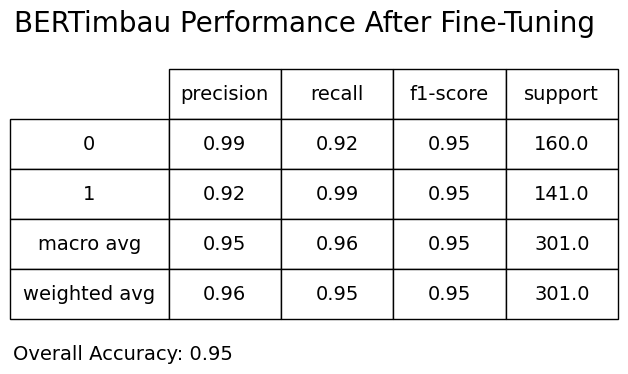 BERTimbau Performance After Fine-Tuning
precision recall f1-score support
0 0.99 0.92 0.95 160.0
1 0.92 0.99 0.95 141.0
macro avg 0.95 0.96 0.95 301.0
weighted avg 0.96 0.95 0.95 301.0
Overall Accuracy: 0.95